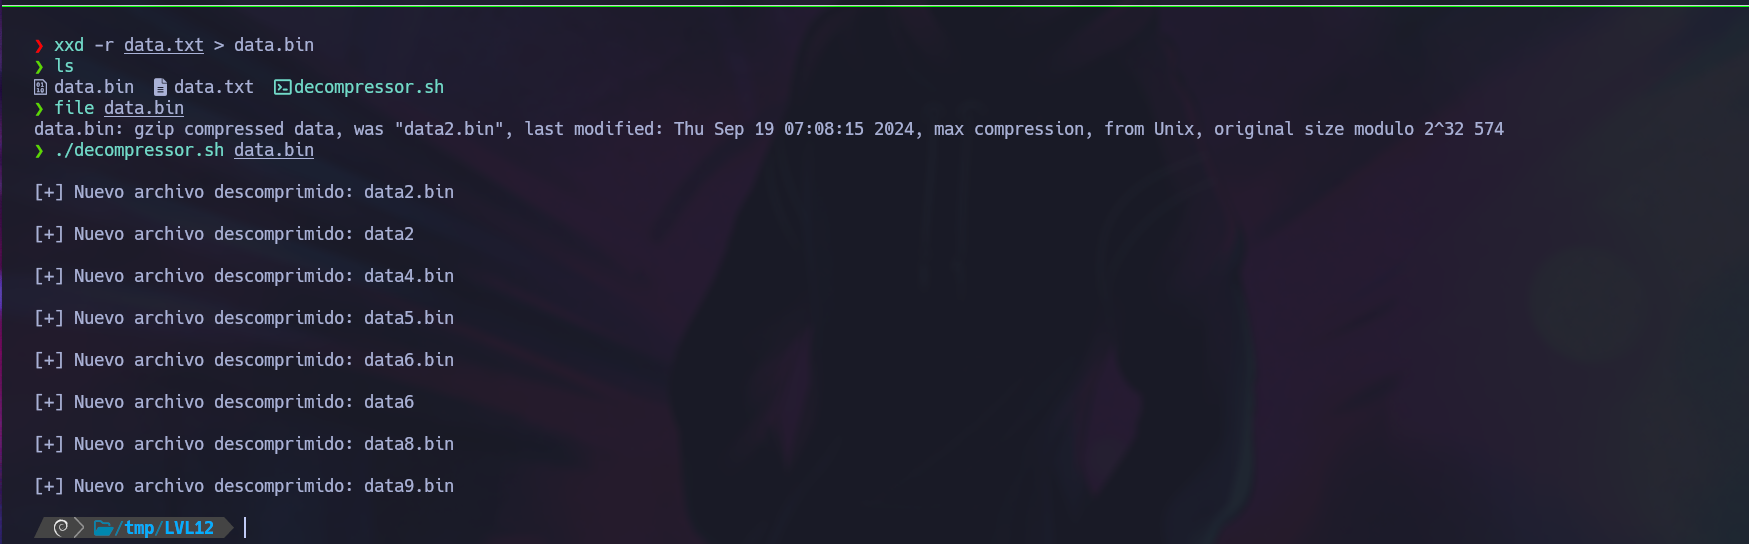 ❯ xxd -r data.txt > data.bin
❯ ls
data.bin data.txt decompressor.sh
❯ file data.bin
data.bin: gzip compressed data, was "data2.bin", last modified: Thu Sep 19 07:08:15 2024, max compression, from Unix, original size modulo 2^32 574
❯ ./decompressor.sh data.bin
[+] Nuevo archivo descomprimido: data2.bin
[+] Nuevo archivo descomprimido: data2
[+] Nuevo archivo descomprimido: data4.bin
[+] Nuevo archivo descomprimido: data5.bin
[+] Nuevo archivo descomprimido: data6.bin
[+] Nuevo archivo descomprimido: data6
[+] Nuevo archivo descomprimido: data8.bin
[+] Nuevo archivo descomprimido: data9.bin
/tmp/LVL12